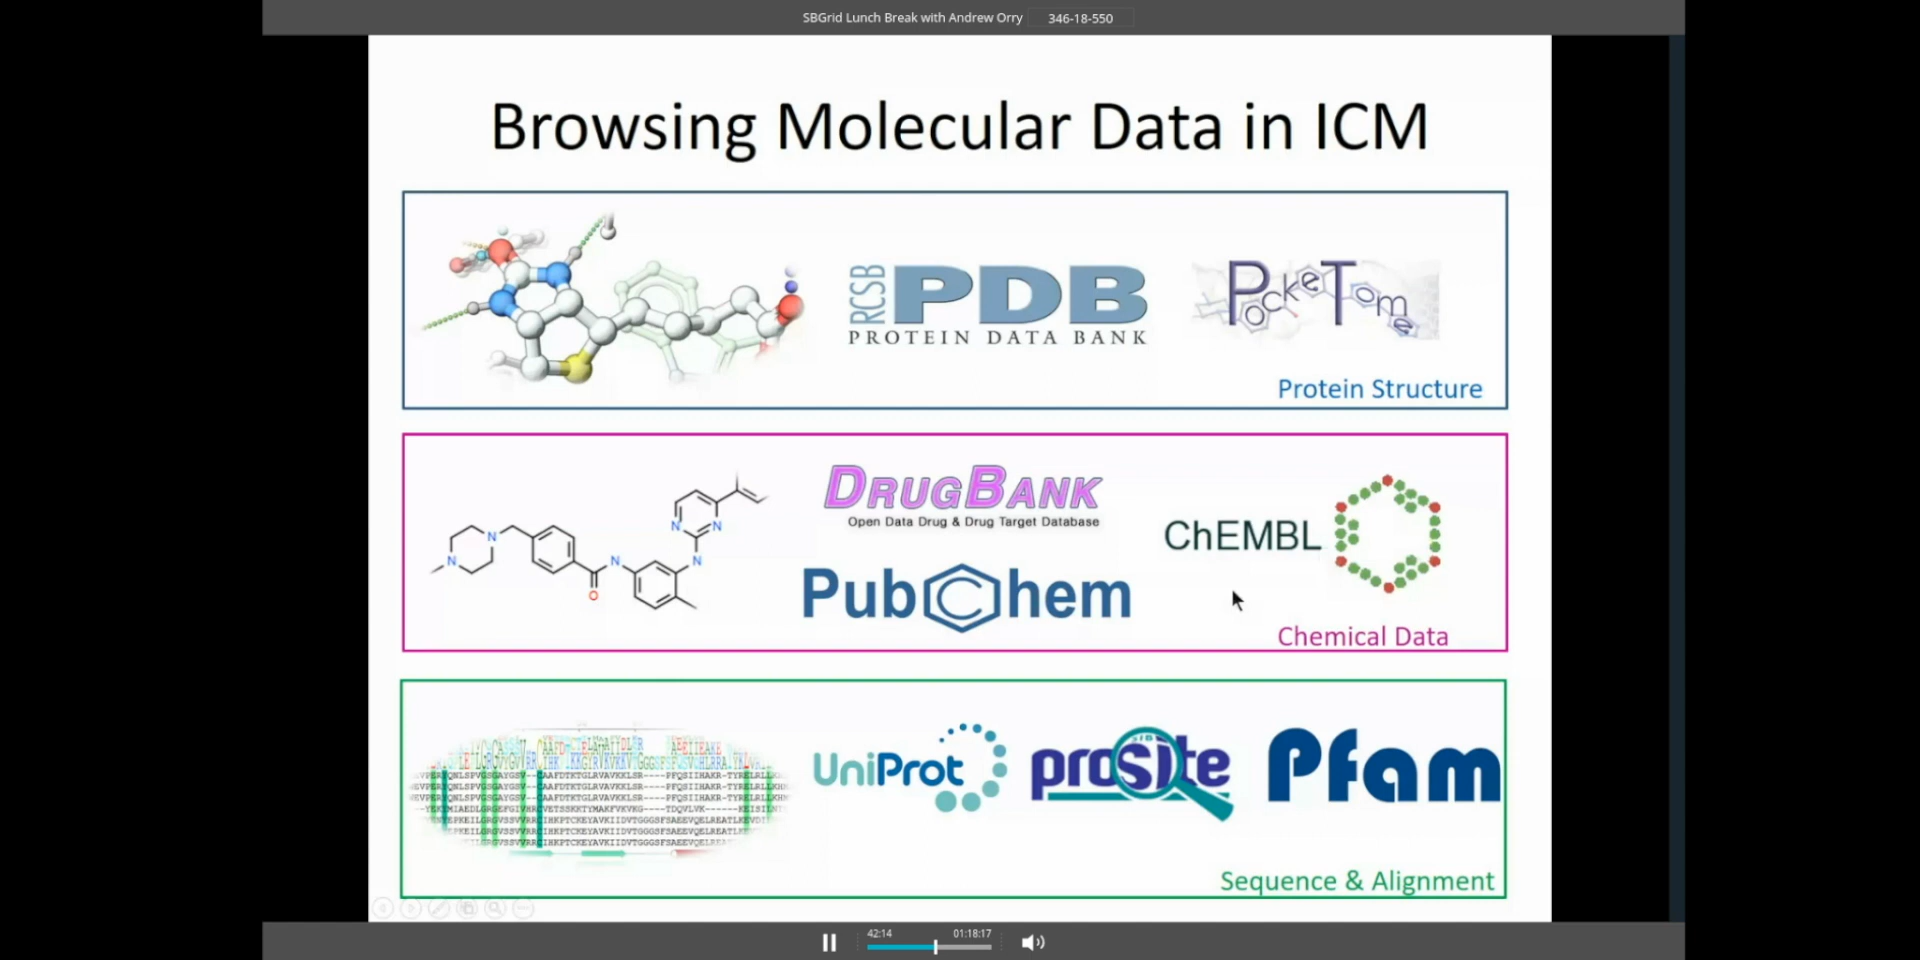 SBGrid Lunch Break with Andrew Orry 346-18-550
Browsing Molecular Data in ICM
RCSB PDB
PROTEIN DATA BANK
PockeTome
Protein Structure
N
N
N
N
N
N
O
DRUGBANK
Open Data Drug & Drug Target Database
ChEMBL
PubChem
Chemical Data
UniProt
prosite
Pfam
Sequence & Alignment
42:14 01:18:17